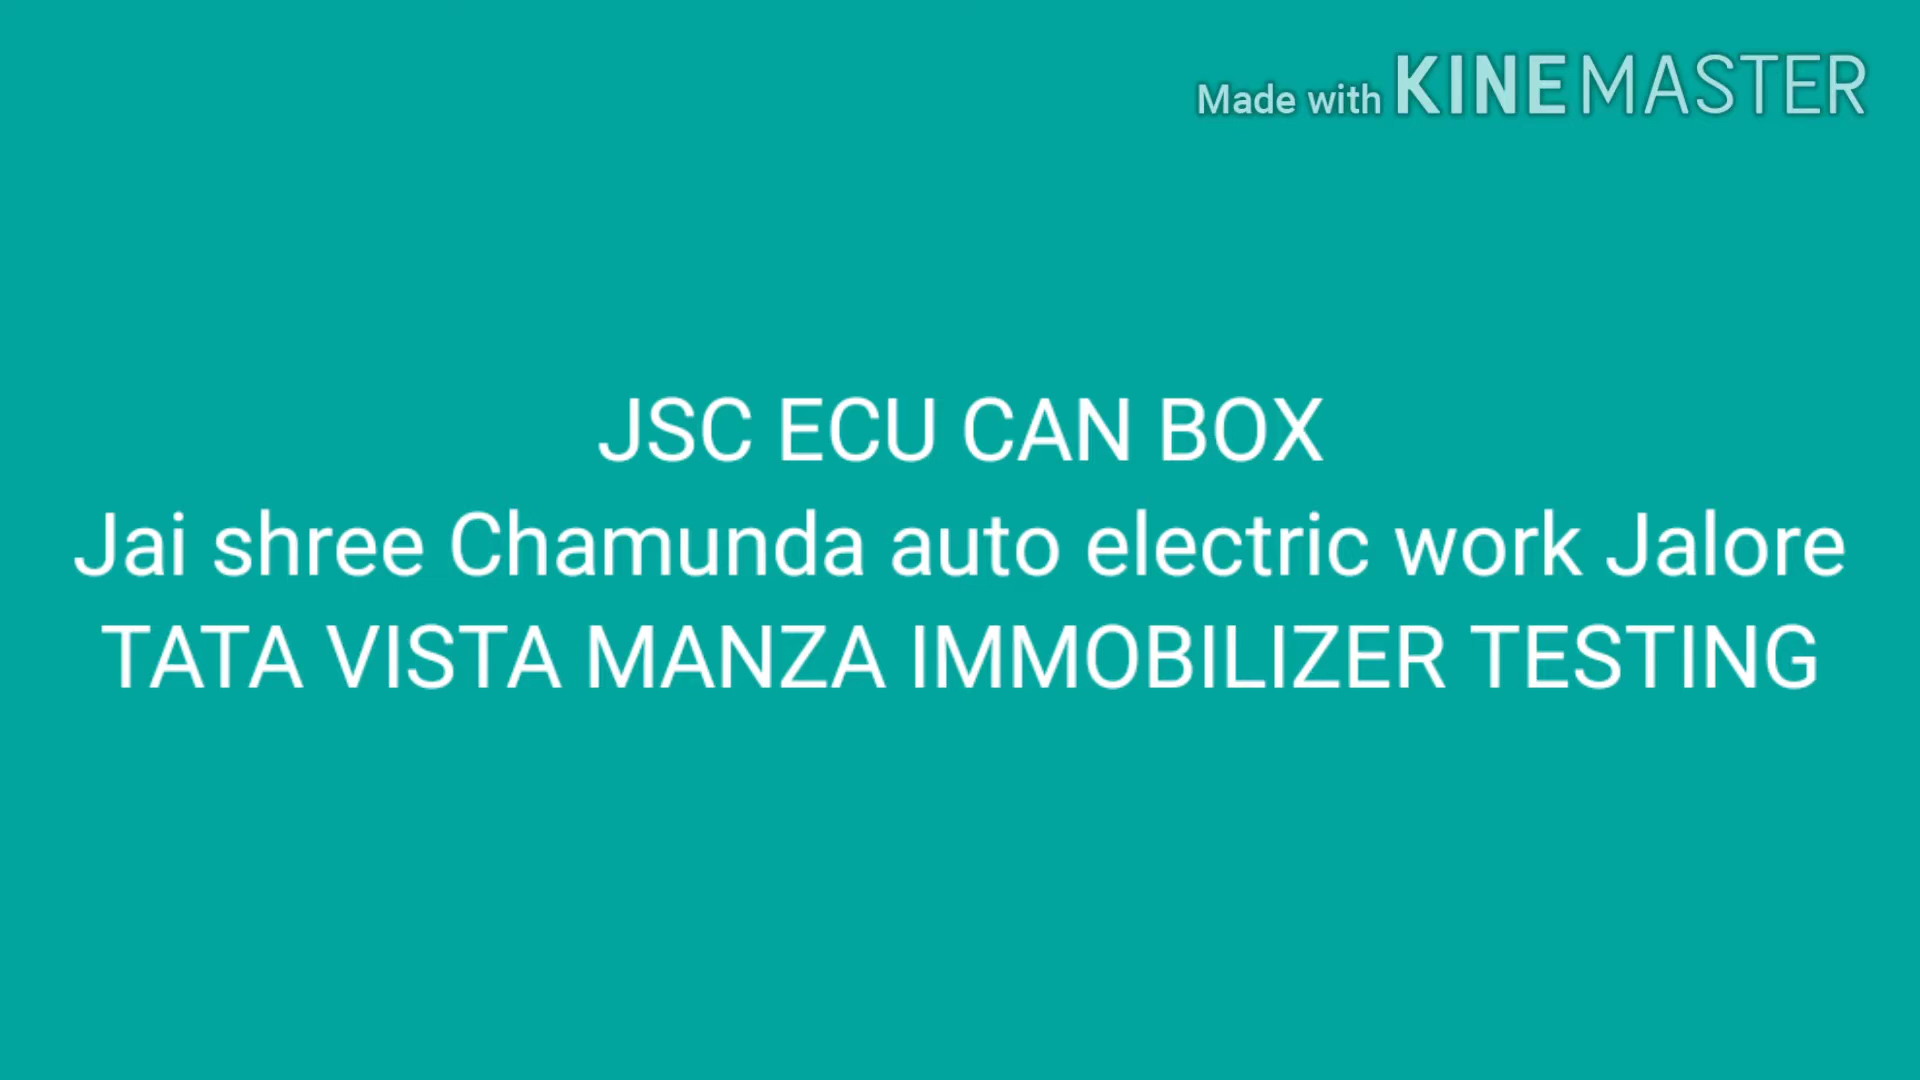 Made with KINEMASTER
JSC ECU CAN BOX
Jai shree Chamunda auto electric work Jalore
TATA VISTA MANZA IMMOBILIZER TESTING